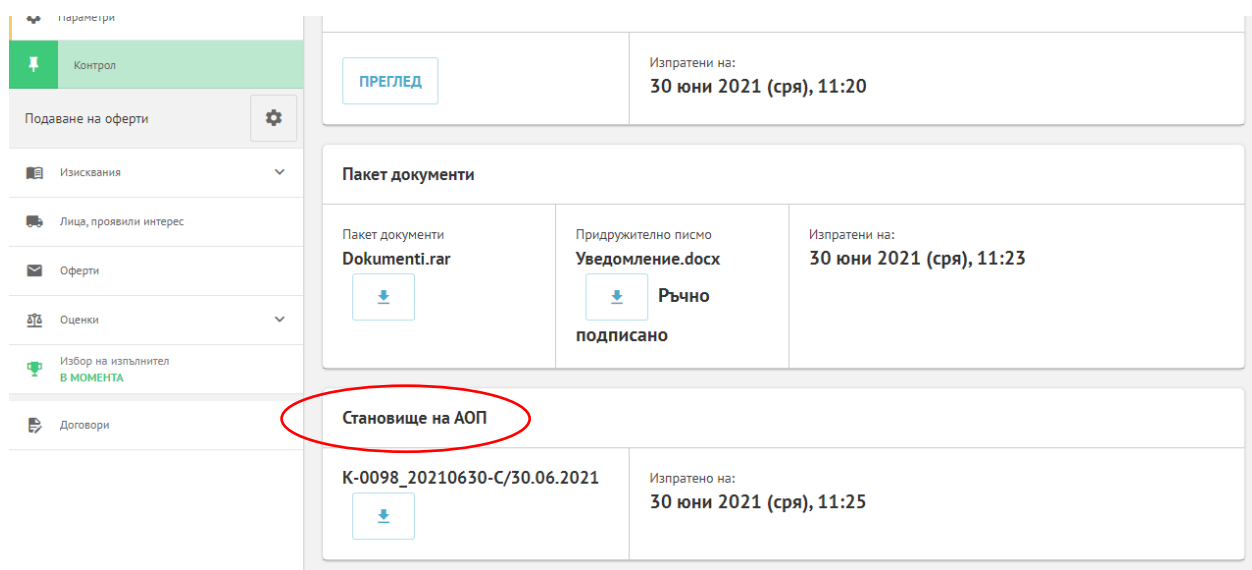 Параметри
Контрол
Подаване на оферти
Изисквания
Лица, проявили интерес
Оферти
Оценки
Избор на изпълнител
В МОМЕНТА
Договори
ПРЕГЛЕД
Изпратени на:
30 юни 2021 (сря), 11:20
Пакет документи
Пакет документи
Dokumenti.rar
Придружително писмо
Уведомление.docx
Ръчно
подписано
Изпратени на:
30 юни 2021 (сря), 11:23
Становище на АОП
К-0098_20210630-С/30.06.2021
Изпратено на:
30 юни 2021 (сря), 11:25